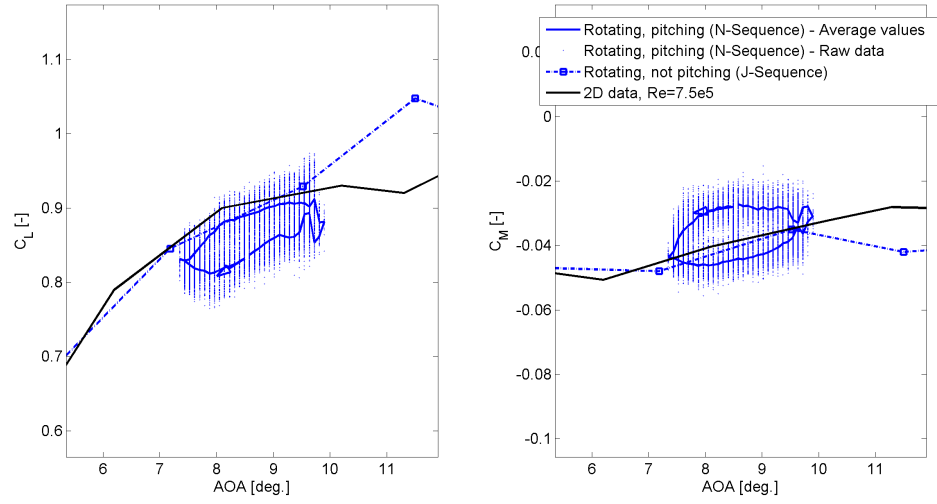 1.1
1
0.9
0.8
0.7
0.6
C_L [-]
6 7 8 9 10 11
AOA [deg.]
Rotating, pitching (N-Sequence) - Average values
Rotating, pitching (N-Sequence) - Raw data
Rotating, not pitching (J-Sequence)
2D data, Re=7.5e5
0
-0.02
-0.04
-0.06
-0.08
-0.1
C_M [-]
6 7 8 9 10 11
AOA [deg.]